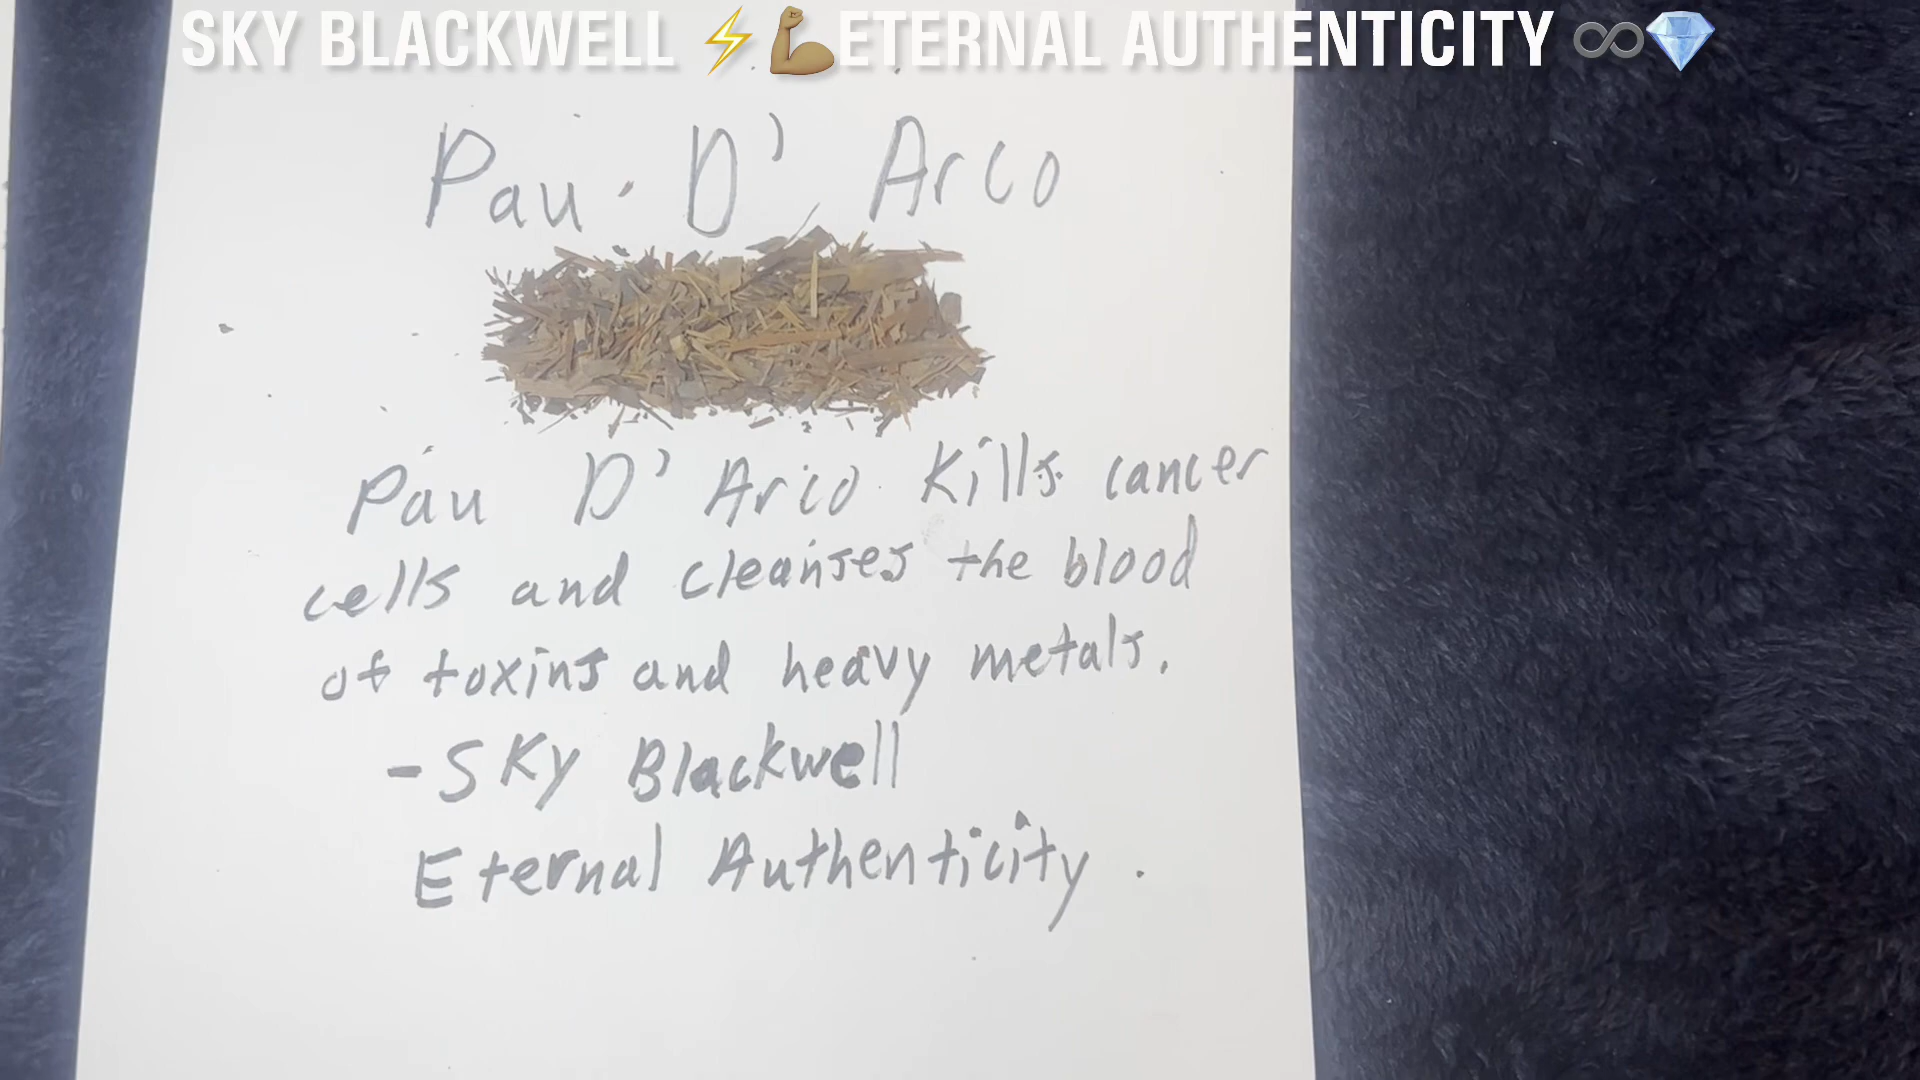 SKY BLACKWELL ⚡💪🏽ETERNAL AUTHENTICITY ♾💎
Pau D' Arco
Pau D' Arco Kills cancer
cells and cleanses the blood
of toxins and heavy metals.
- Sky Blackwell
Eternal Authenticity.